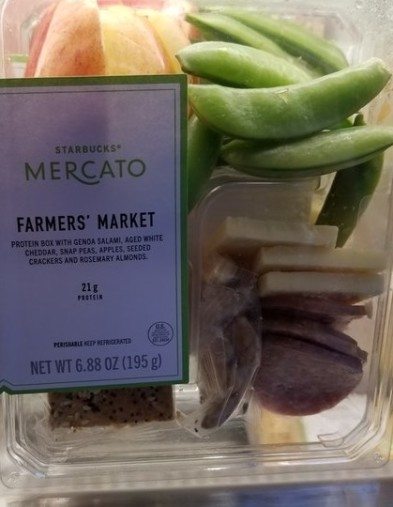 STARBUCKS®
MERCATO
FARMERS' MARKET
PROTEIN BOX WITH GENOA SALAMI, AGED WHITE
CHEDDAR, SNAP PEAS, APPLES, SEEDED
CRACKERS AND ROSEMARY ALMONDS.
21 g
PROTEIN
PERISHABLE KEEP REFRIGERATED
NET WT 6.88 OZ (195 g)